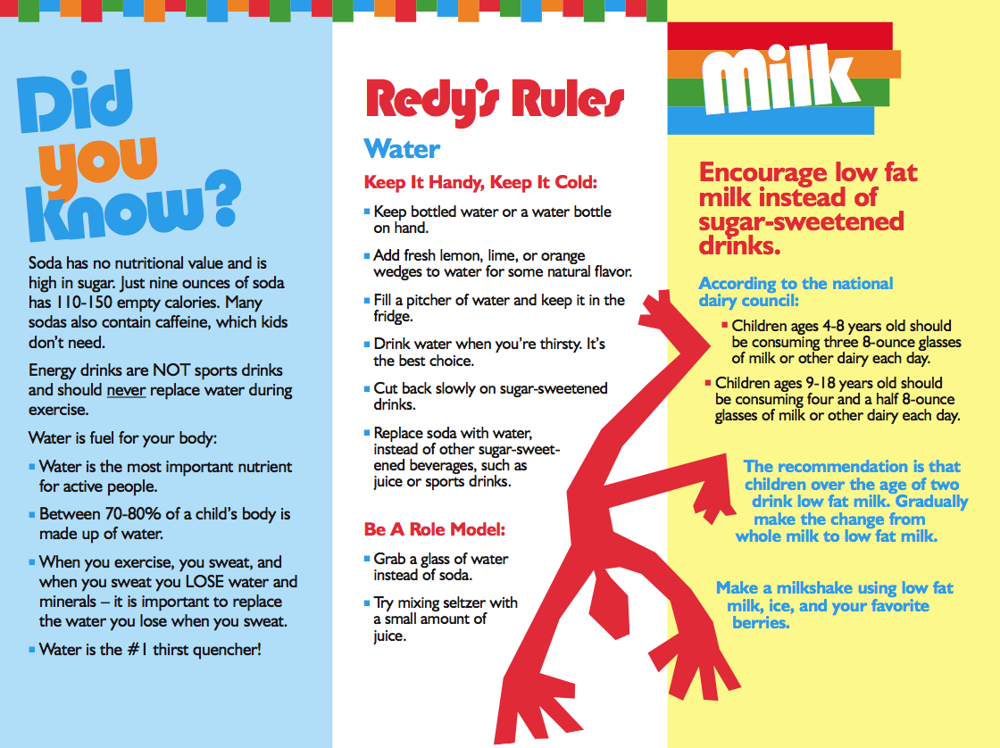 Did
you
know?
Soda has no nutritional value and is
high in sugar. Just nine ounces of soda
has 110-150 empty calories. Many
sodas also contain caffeine, which kids
don't need.
Energy drinks are NOT sports drinks
and should never replace water during
exercise.
Water is fuel for your body:
Water is the most important nutrient
for active people.
Between 70-80% of a child's body is
made up of water.
When you exercise, you sweat, and
when you sweat you LOSE water and
minerals – it is important to replace
the water you lose when you sweat.
Water is the #1 thirst quencher!
Redy's Rules
Water
Keep It Handy, Keep It Cold:
Keep bottled water or a water bottle
on hand.
Add fresh lemon, lime, or orange
wedges to water for some natural flavor.
Fill a pitcher of water and keep it in the
fridge.
Drink water when you're thirsty. It's
the best choice.
Cut back slowly on sugar-sweetened
drinks.
Replace soda with water,
instead of other sugar-sweet-
ened beverages, such as
juice or sports drinks.
Be A Role Model:
Grab a glass of water
instead of soda.
Try mixing seltzer with
a small amount of
juice.
Milk
Encourage low fat
milk instead of
sugar-sweetened
drinks.
According to the national
dairy council:
Children ages 4-8 years old should
be consuming three 8-ounce glasses
of milk or other dairy each day.
Children ages 9-18 years old should
be consuming four and a half 8-ounce
glasses of milk or other dairy each day.
The recommendation is that
children over the age of two
drink low fat milk. Gradually
make the change from
whole milk to low fat milk.
Make a milkshake using low fat
milk, ice, and your favorite
berries.